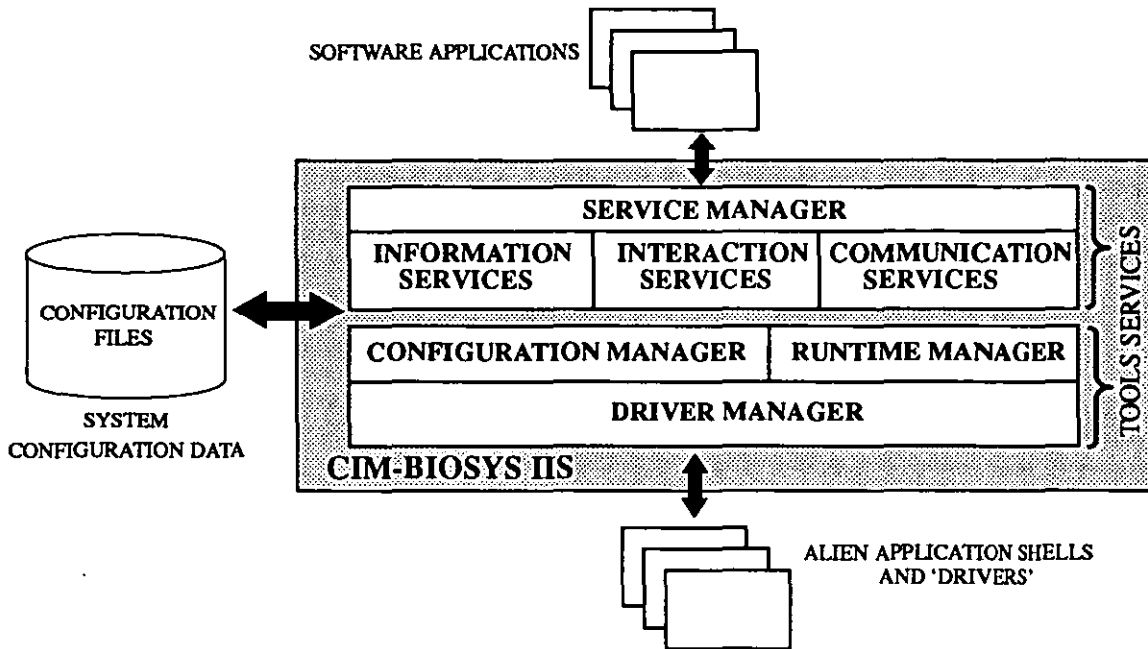 SOFTWARE APPLICATIONS
SERVICE MANAGER
INFORMATION
SERVICES
INTERACTION
SERVICES
COMMUNICATION
SERVICES
CONFIGURATION
FILES
SYSTEM
CONFIGURATION DATA
CONFIGURATION MANAGER
RUNTIME MANAGER
DRIVER MANAGER
TOOLS SERVICES
CIM-BIOSYS IIS
ALIEN APPLICATION SHELLS
AND 'DRIVERS'